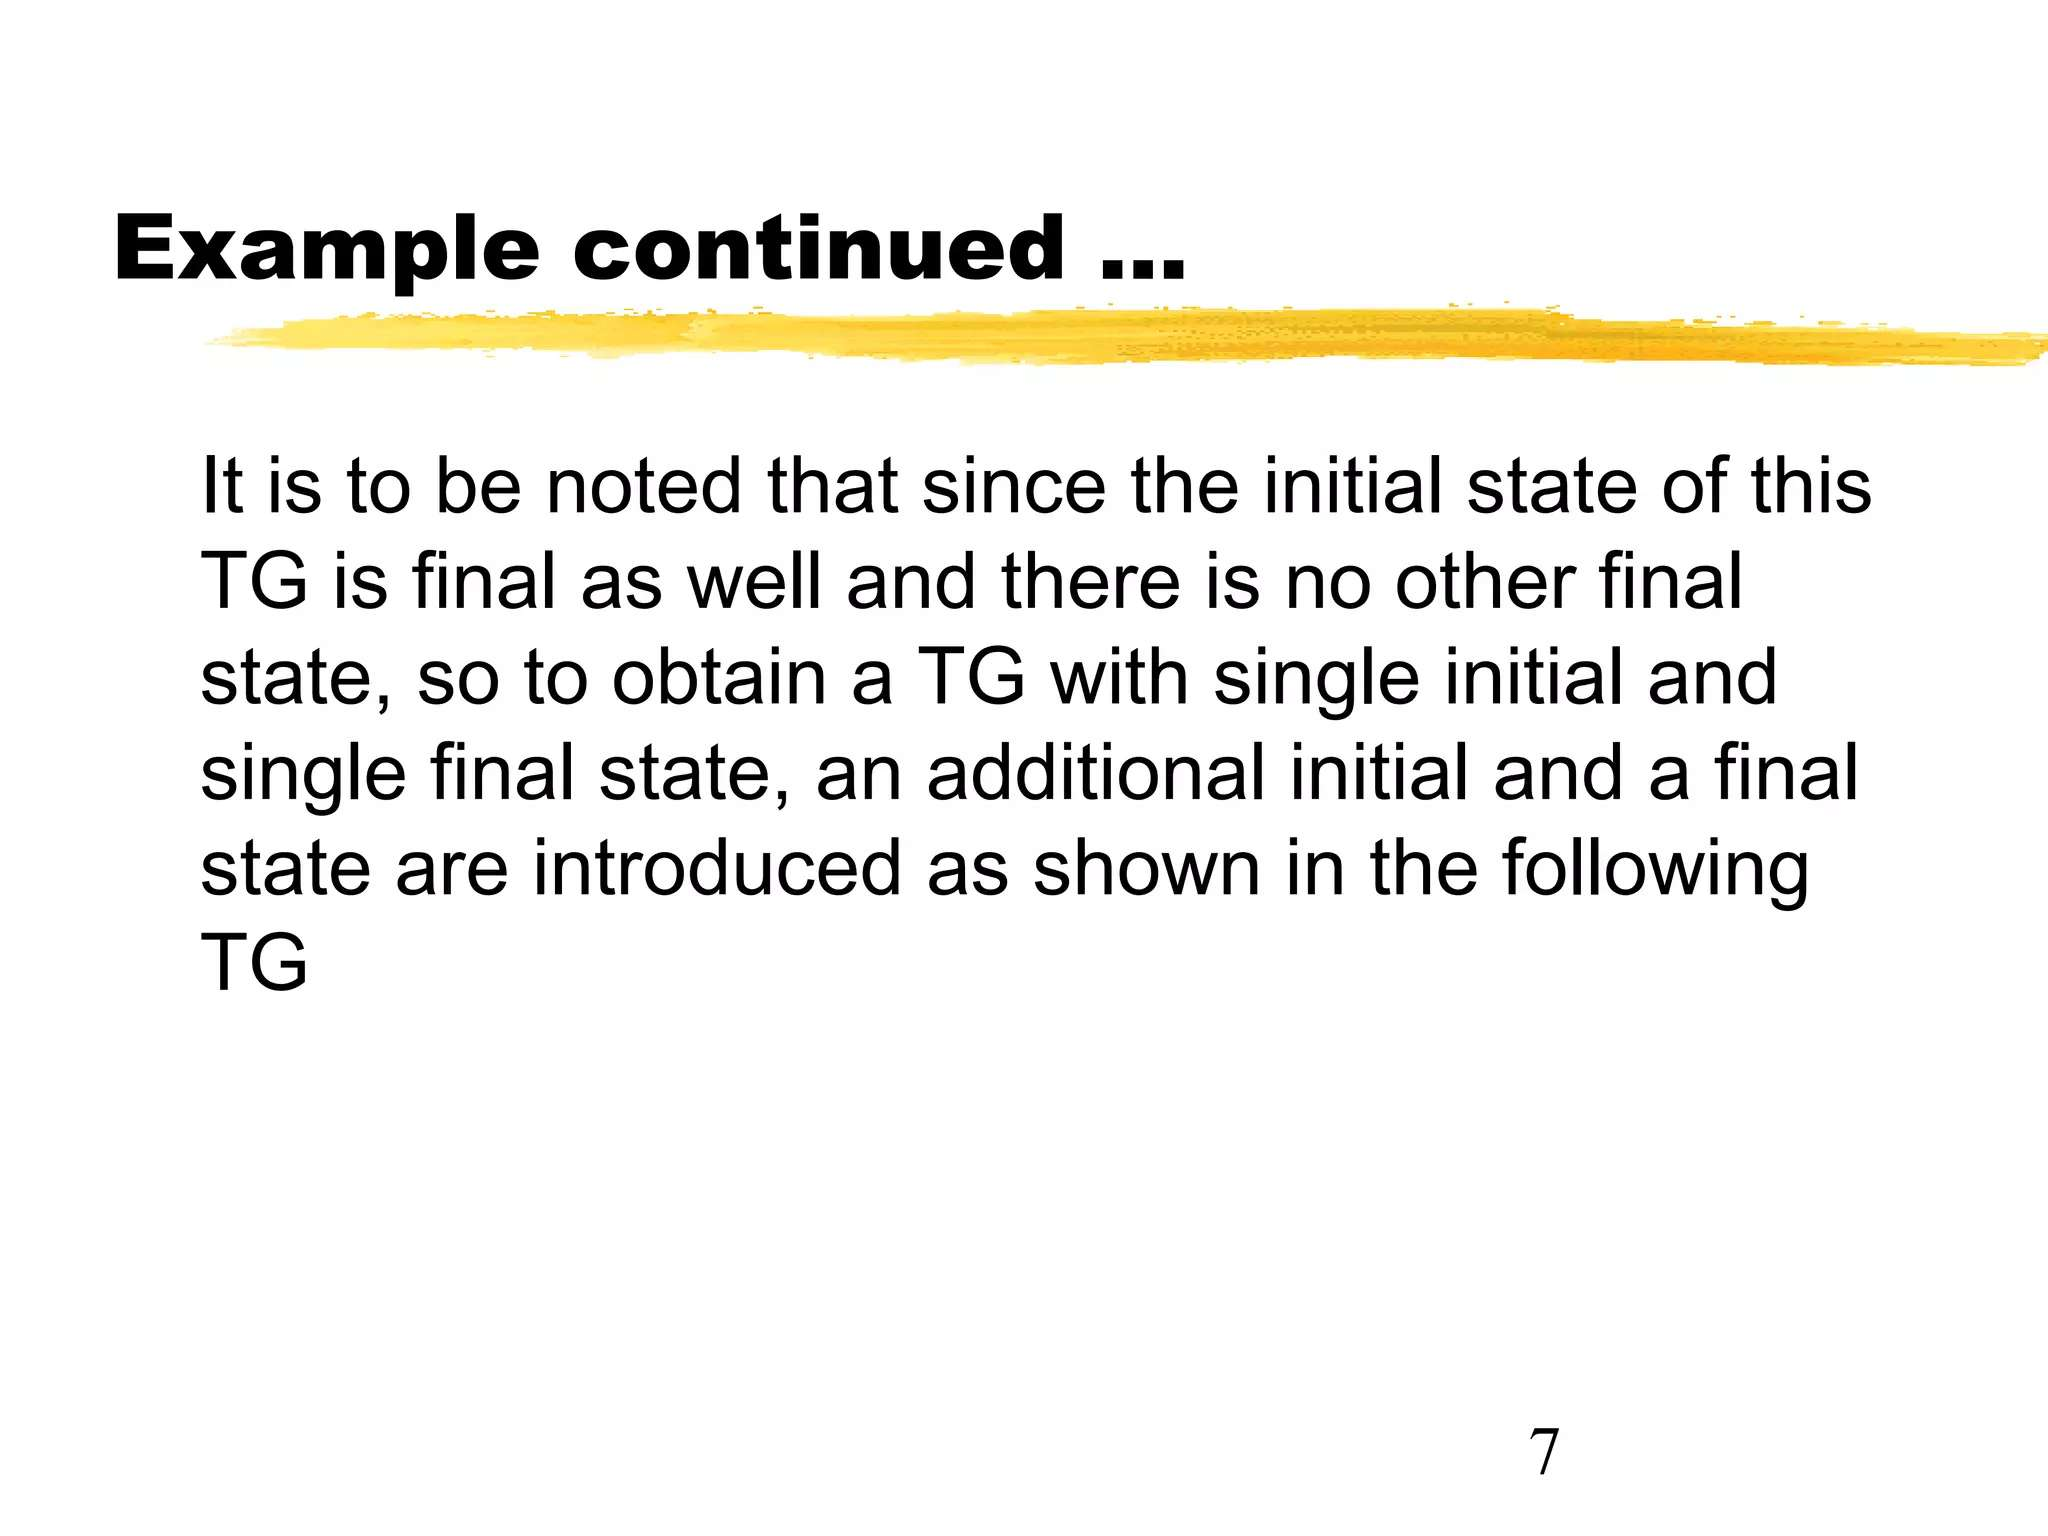 Example continued ...
It is to be noted that since the initial state of this
TG is final as well and there is no other final
state, so to obtain a TG with single initial and
single final state, an additional initial and a final
state are introduced as shown in the following
TG
7